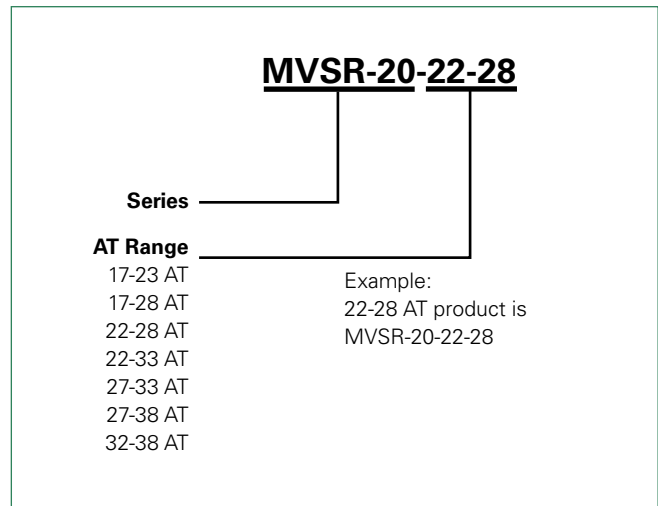 MVSR-20-22-28
Series
AT Range
17-23 AT
17-28 AT
22-28 AT
22-33 AT
27-33 AT
27-38 AT
32-38 AT
Example:
22-28 AT product is
MVSR-20-22-28